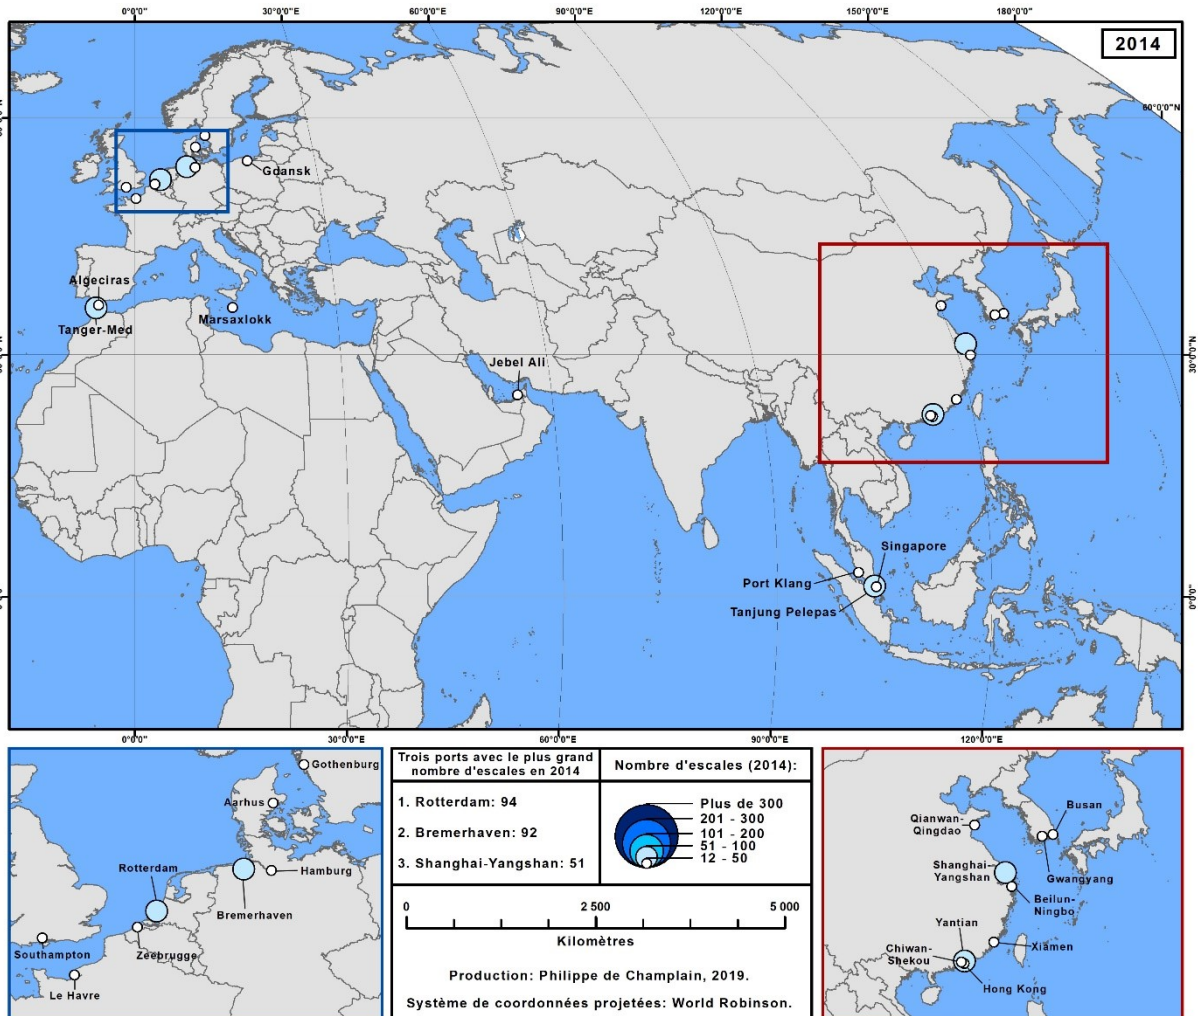 0°0'0" 30°0'0"E 60°0'0"E 90°0'0"E 120°0'0"E 150°0'0"E 180°0'0"
2014
60°0'0"N
Gdansk
Algeciras
Tanger-Med
Marsaxlokk
Jebel Ali
30°0'0"N
Singapore
Port Klang
Tanjung Pelepas
0°0'0"
0°0'0" 30°0'0"E 60°0'0"E 90°0'0"E 120°0'0"E
Gothenburg
Aarhus
Rotterdam
Hamburg
Bremerhaven
Southampton
Zeebrugge
Le Havre
Trois ports avec le plus grand
nombre d'escales en 2014
1. Rotterdam: 94
2. Bremerhaven: 92
3. Shanghai-Yangshan: 51
Nombre d'escales (2014):
Plus de 300
201 - 300
101 - 200
51 - 100
12 - 50
0 2 500 5 000
Kilomètres
Production: Philippe de Champlain, 2019.
Système de coordonnées projetées: World Robinson.
Busan
Qianwan-
Qingdao
Gwangyang
Shanghai-
Yangshan
Beilun-
Ningbo
Yantian
Xiamen
Chiwan-
Shekou
Hong Kong